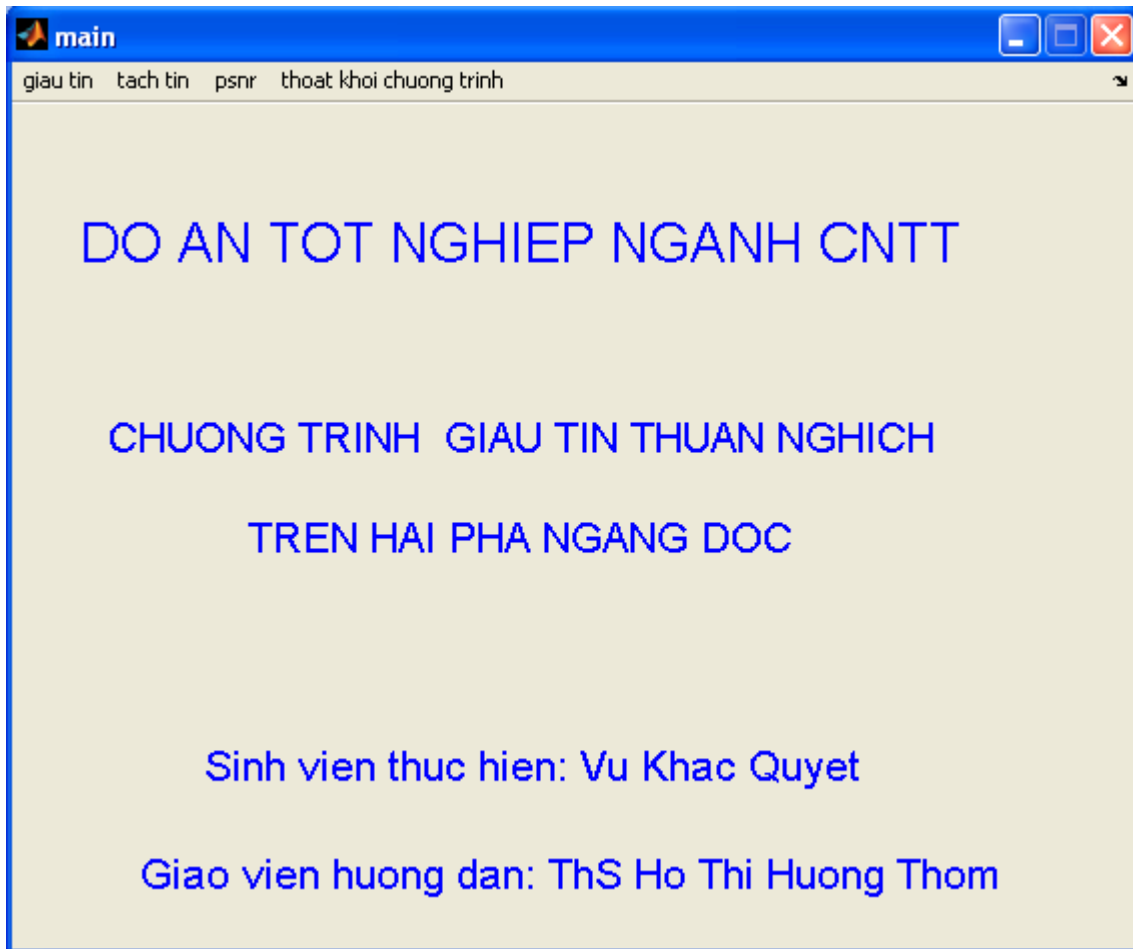 main
giau tin tach tin psnr thoat khoi chuong trinh
DO AN TOT NGHIEP NGANH CNTT
CHUONG TRINH GIAU TIN THUAN NGHICH
TREN HAI PHA NGANG DOC
Sinh vien thuc hien: Vu Khac Quyet
Giao vien huong dan: ThS Ho Thi Huong Thom